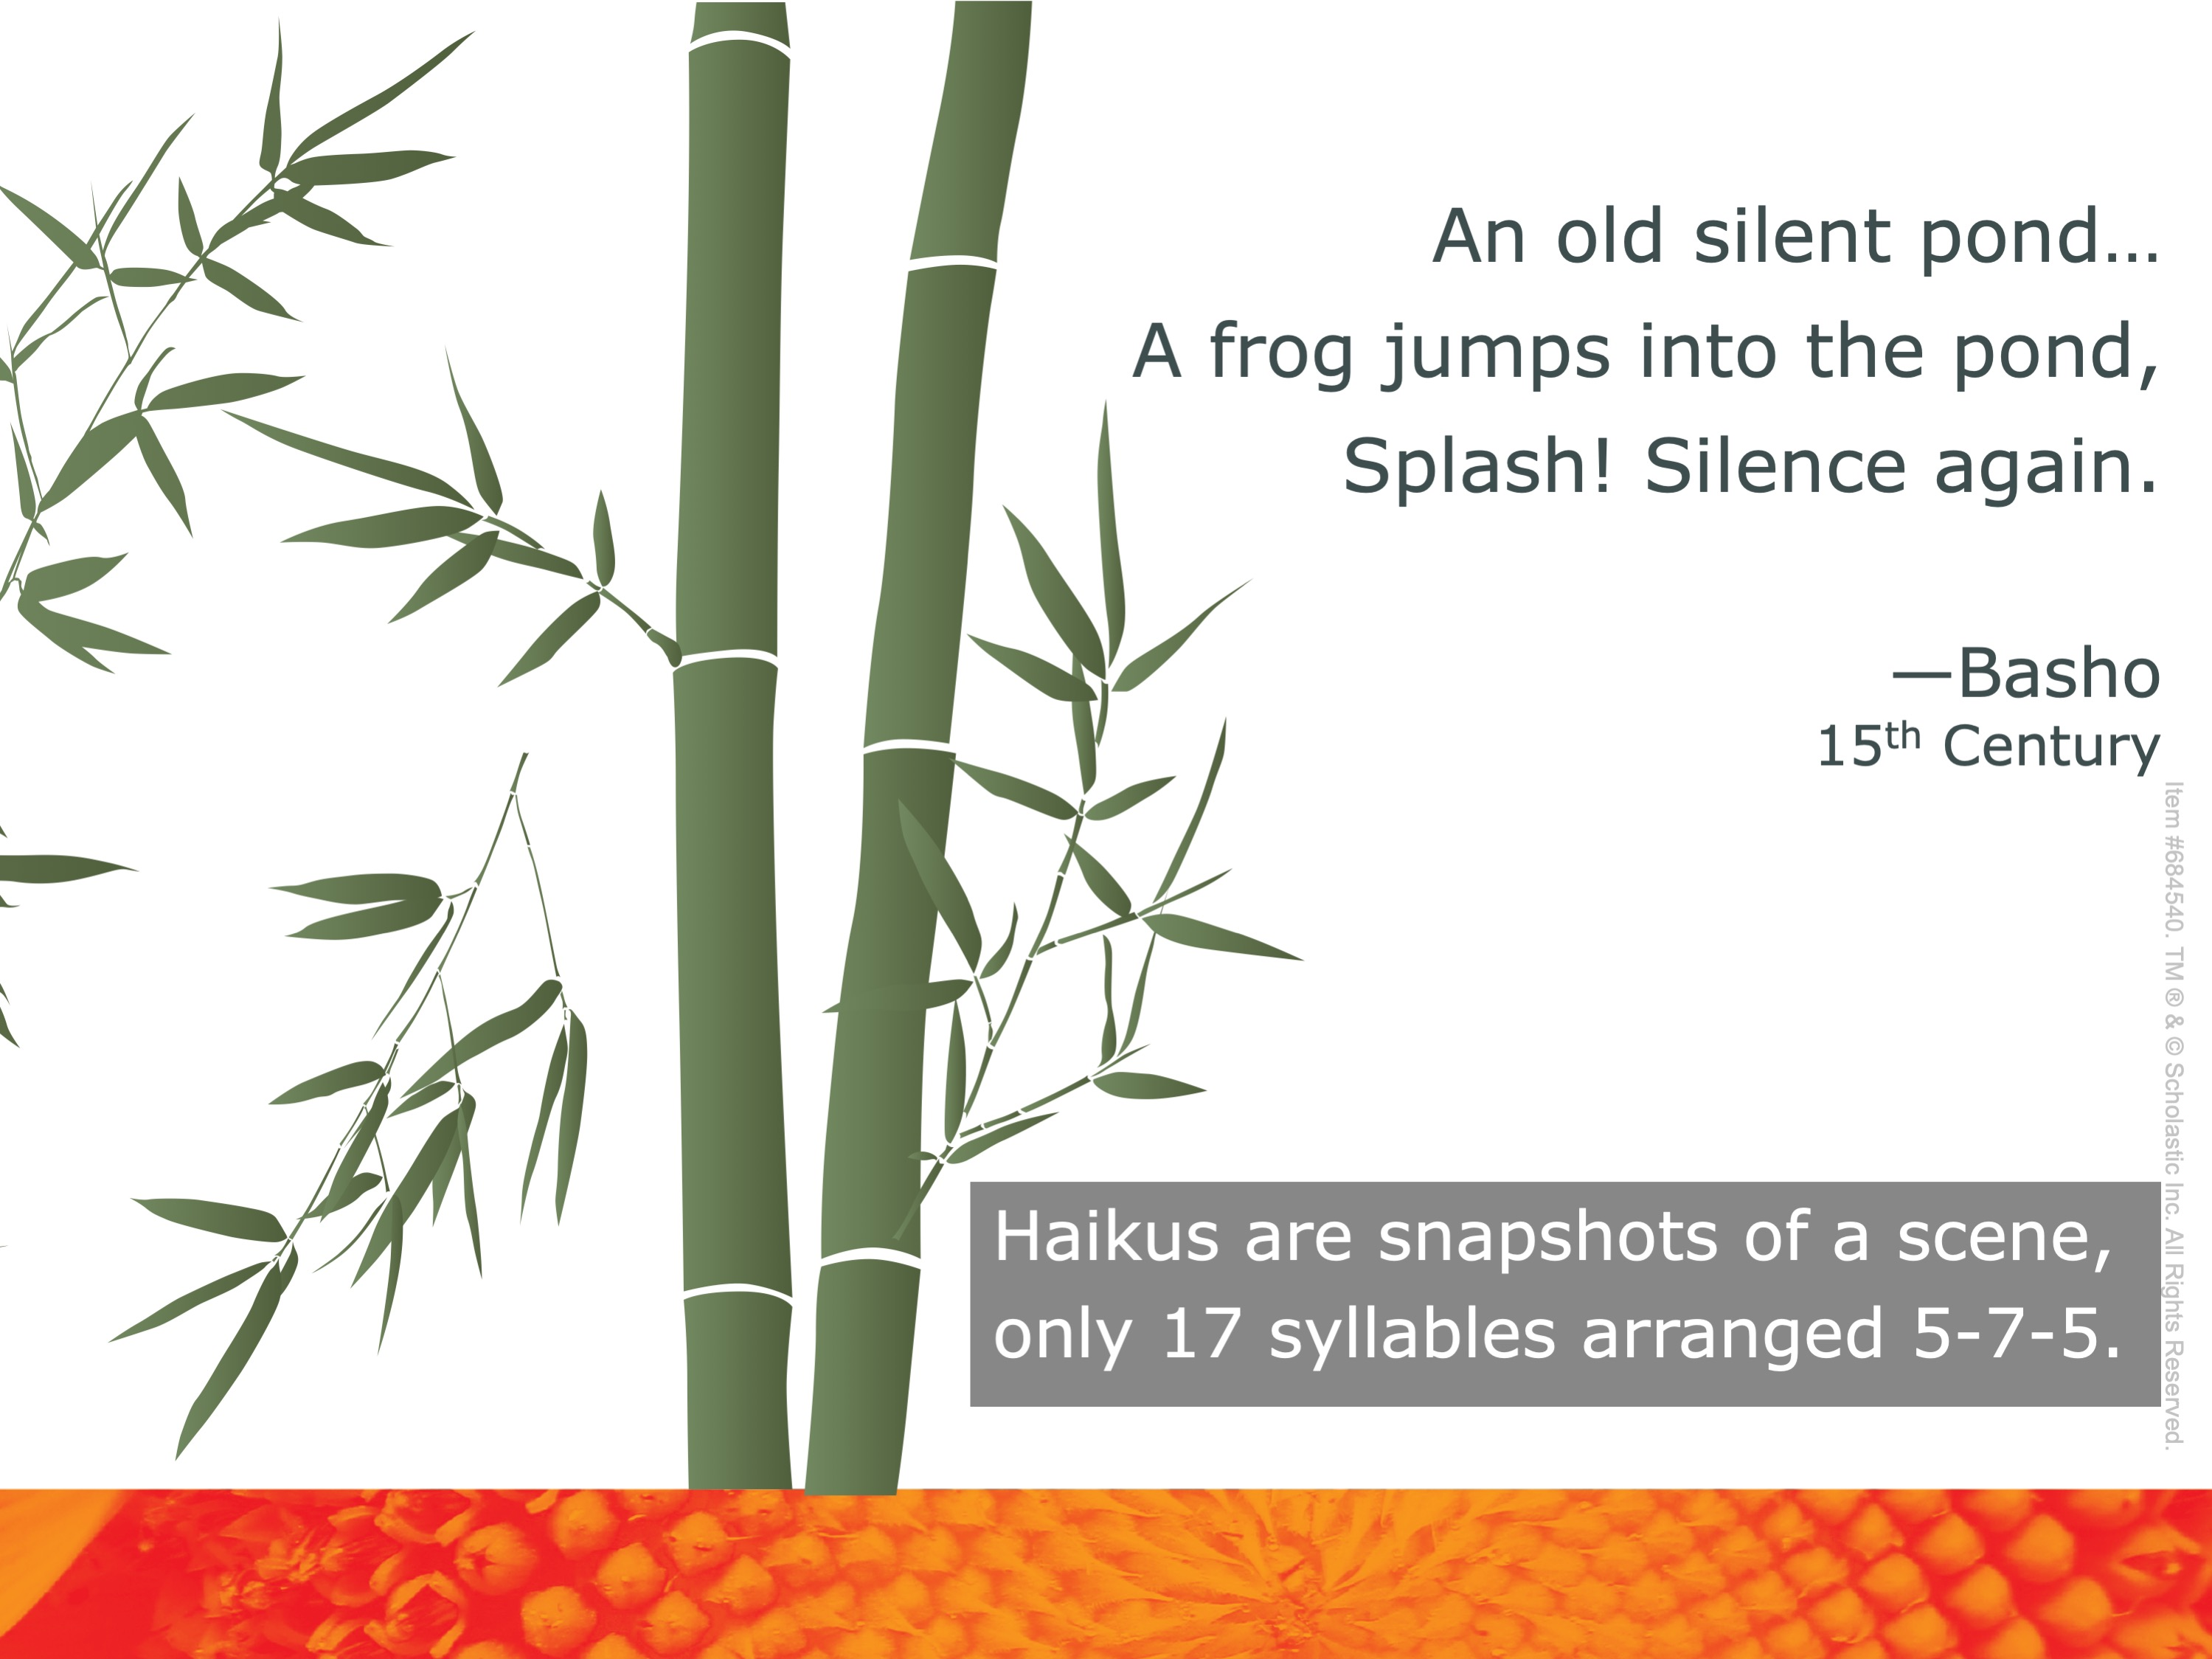 An old silent pond...
A frog jumps into the pond,
Splash! Silence again.
—Basho
15th Century
Item #684540. TM ® & © Scholastic Inc. All Rights Reserved.
Haikus are snapshots of a scene,
only 17 syllables arranged 5-7-5.